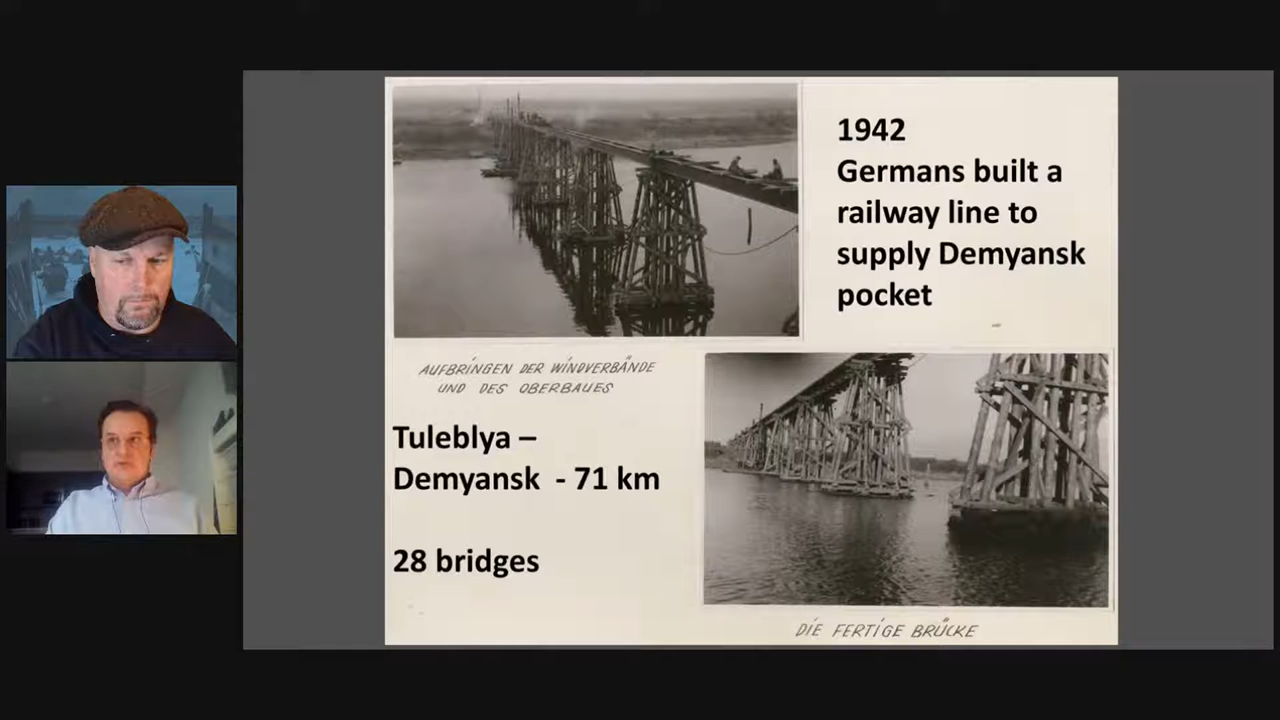 1942
Germans built a
railway line to
supply Demyansk
pocket
AUFBRINGEN DER WINDVERBÄNDE
UND DES OBERBAUES
Tuleblya –
Demyansk - 71 km
28 bridges
DIE FERTIGE BRÜCKE